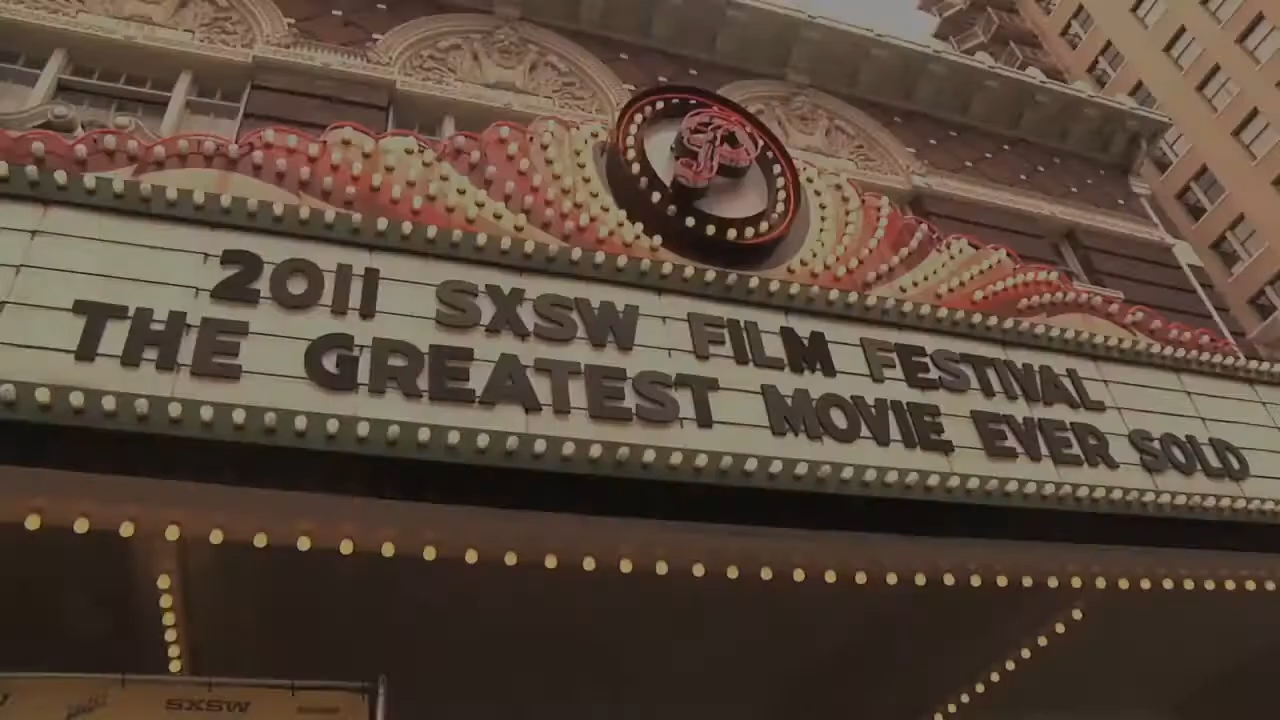 2011 SXSW FILM FESTIVAL
THE GREATEST MOVIE EVER SOLD
SXSW